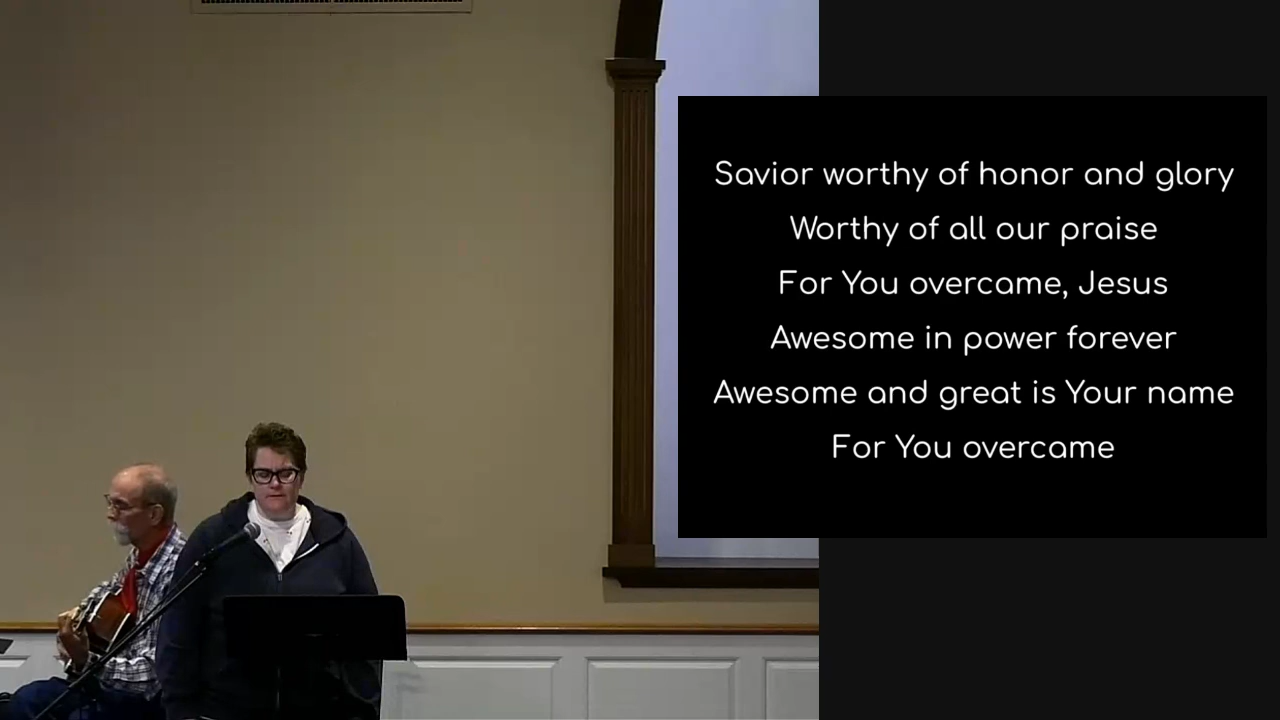 Savior worthy of honor and glory
Worthy of all our praise
For You overcame, Jesus
Awesome in power forever
Awesome and great is Your name
For You overcame